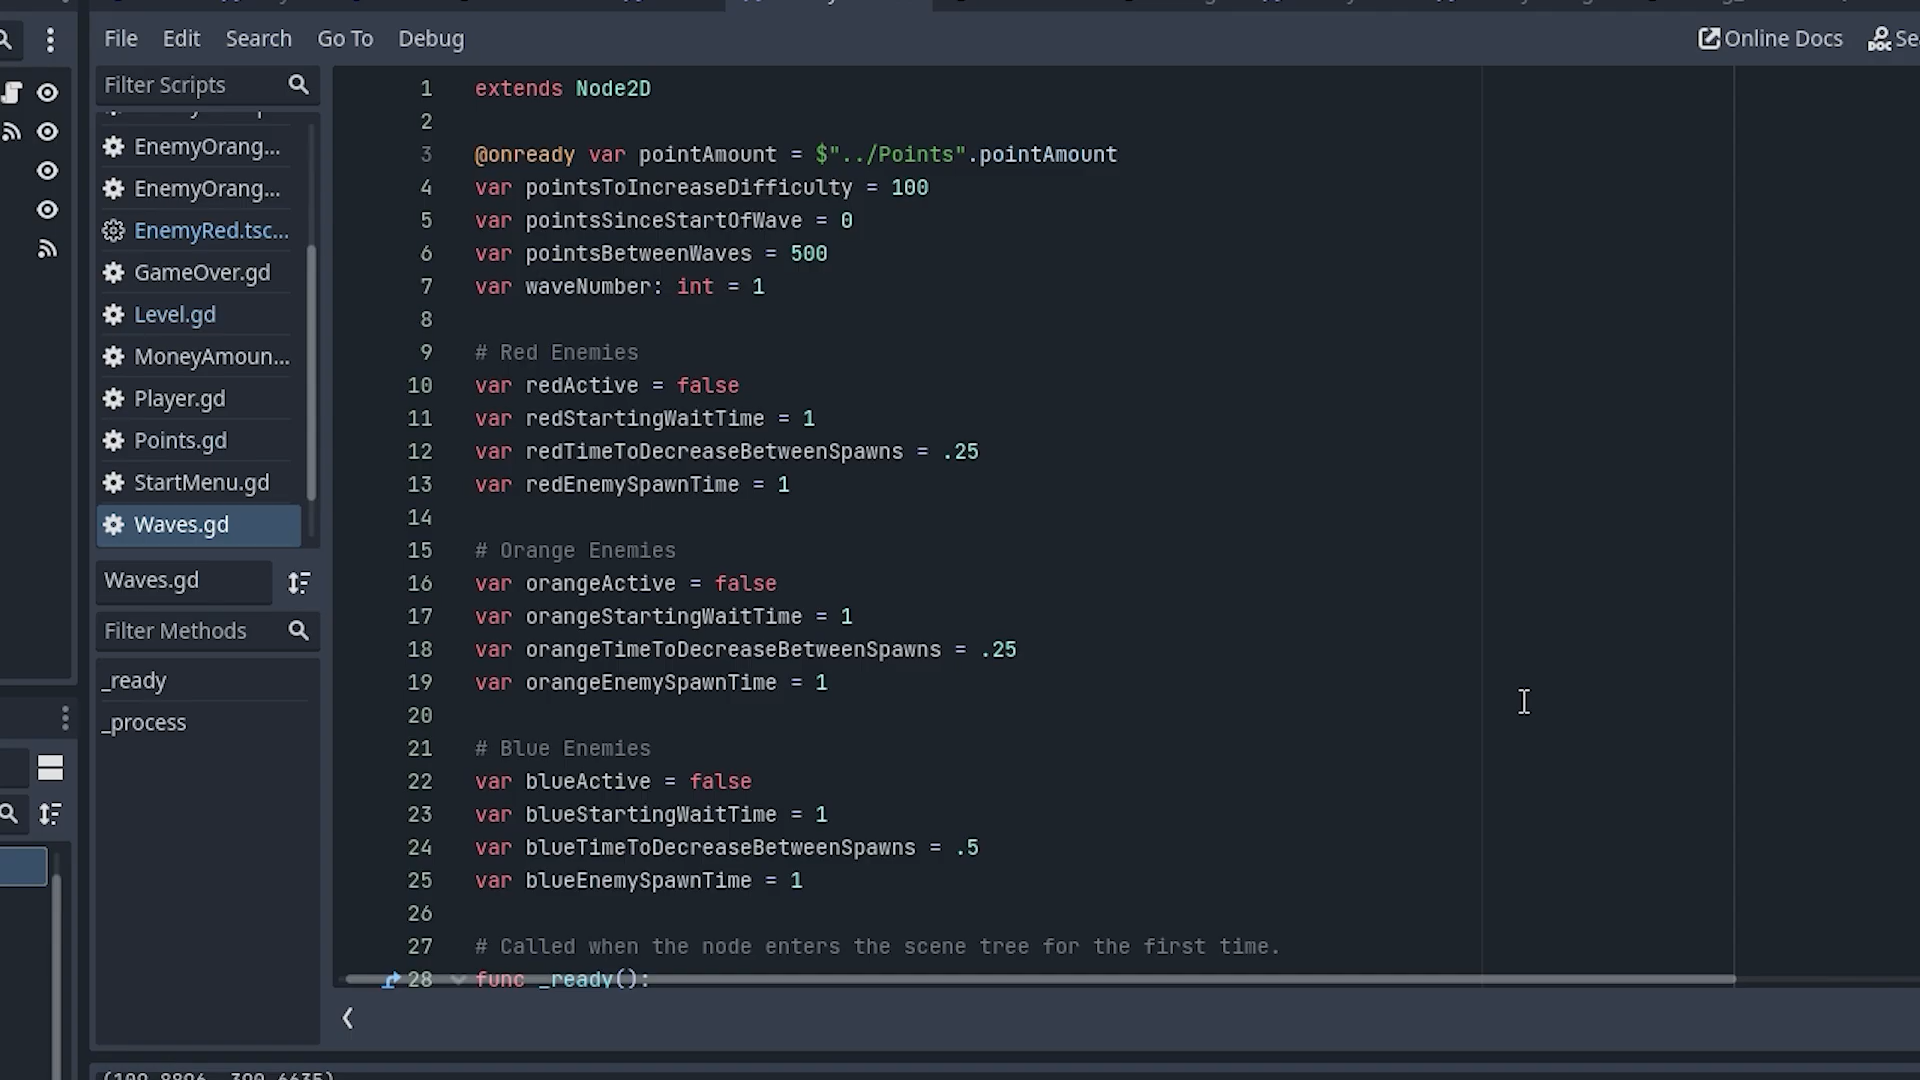 File Edit Search Go To Debug Online Docs
Filter Scripts
EnemyOrang...
EnemyOrang...
EnemyRed.tsc...
GameOver.gd
Level.gd
MoneyAmoun...
Player.gd
Points.gd
StartMenu.gd
Waves.gd
Waves.gd
Filter Methods
_ready
_process
1 extends Node2D
2
3 @onready var pointAmount = $"../Points".pointAmount
4 var pointsToIncreaseDifficulty = 100
5 var pointsSinceStartOfWave = 0
6 var pointsBetweenWaves = 500
7 var waveNumber: int = 1
8
9 # Red Enemies
10 var redActive = false
11 var redStartingWaitTime = 1
12 var redTimeToDecreaseBetweenSpawns = .25
13 var redEnemySpawnTime = 1
14
15 # Orange Enemies
16 var orangeActive = false
17 var orangeStartingWaitTime = 1
18 var orangeTimeToDecreaseBetweenSpawns = .25
19 var orangeEnemySpawnTime = 1
20
21 # Blue Enemies
22 var blueActive = false
23 var blueStartingWaitTime = 1
24 var blueTimeToDecreaseBetweenSpawns = .5
25 var blueEnemySpawnTime = 1
26
27 # Called when the node enters the scene tree for the first time.
28 func _ready():